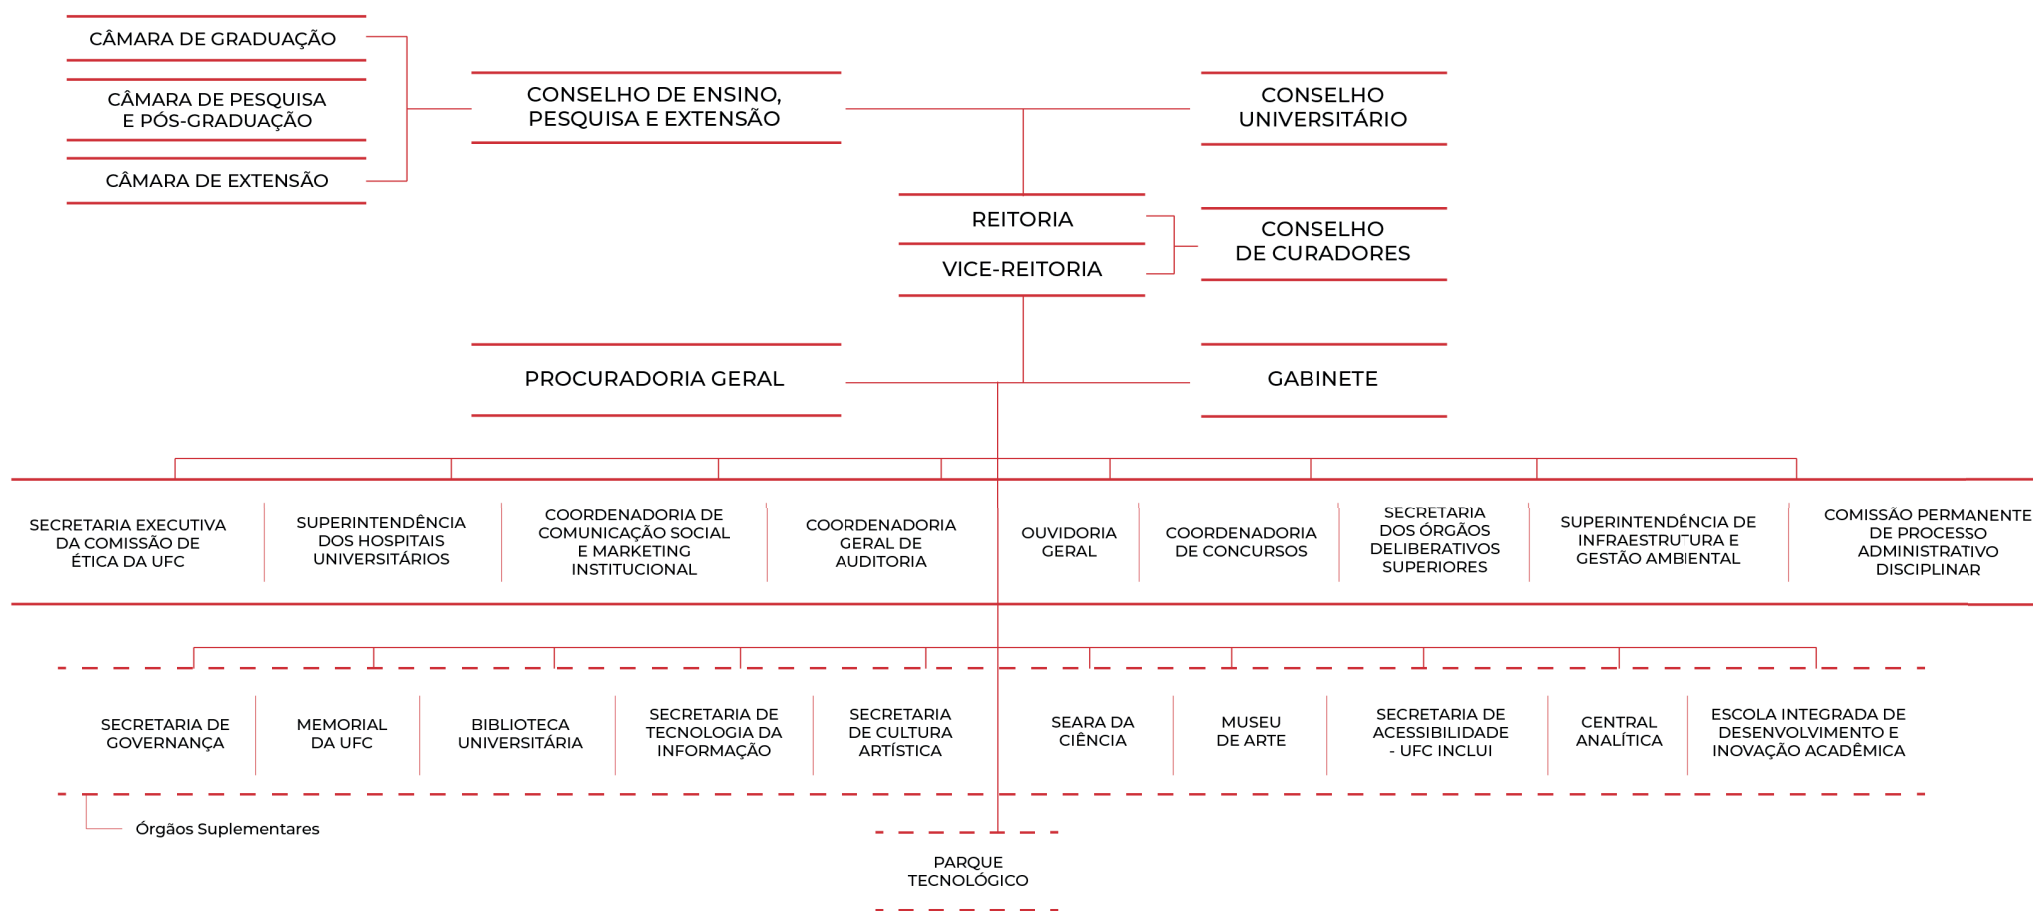 CÂMARA DE GRADUAÇÃO
CÂMARA DE PESQUISA
E PÓS-GRADUAÇÃO
CÂMARA DE EXTENSÃO
CONSELHO DE ENSINO,
PESQUISA E EXTENSÃO
CONSELHO
UNIVERSITÁRIO
REITORIA
VICE-REITORIA
CONSELHO
DE CURADORES
PROCURADORIA GERAL
GABINETE
SECRETARIA EXECUTIVA
DA COMISSÃO DE
ÉTICA DA UFC
SUPERINTENDÊNCIA
DOS HOSPITAIS
UNIVERSITÁRIOS
COORDENADORIA DE
COMUNICAÇÃO SOCIAL
E MARKETING
INSTITUCIONAL
COORDENADORIA
GERAL DE
AUDITORIA
OUVIDORIA
GERAL
COORDENADORIA
DE CONCURSOS
SECRETARIA
DOS ÓRGÃOS
DELIBERATIVOS
SUPERIORES
SUPERINTENDÊNCIA DE
INFRAESTRUTURA E
GESTÃO AMBIENTAL
COMISSÃO PERMANENTE
DE PROCESSO
ADMINISTRATIVO
DISCIPLINAR
SECRETARIA DE
GOVERNANÇA
MEMORIAL
DA UFC
BIBLIOTECA
UNIVERSITÁRIA
SECRETARIA DE
TECNOLOGIA DA
INFORMAÇÃO
SECRETARIA
DE CULTURA
ARTÍSTICA
SEARA DA
CIÊNCIA
MUSEU
DE ARTE
SECRETARIA DE
ACESSIBILIDADE
- UFC INCLUI
CENTRAL
ANALÍTICA
ESCOLA INTEGRADA DE
DESENVOLVIMENTO E
INOVAÇÃO ACADÊMICA
Órgãos Suplementares
PARQUE
TECNOLÓGICO